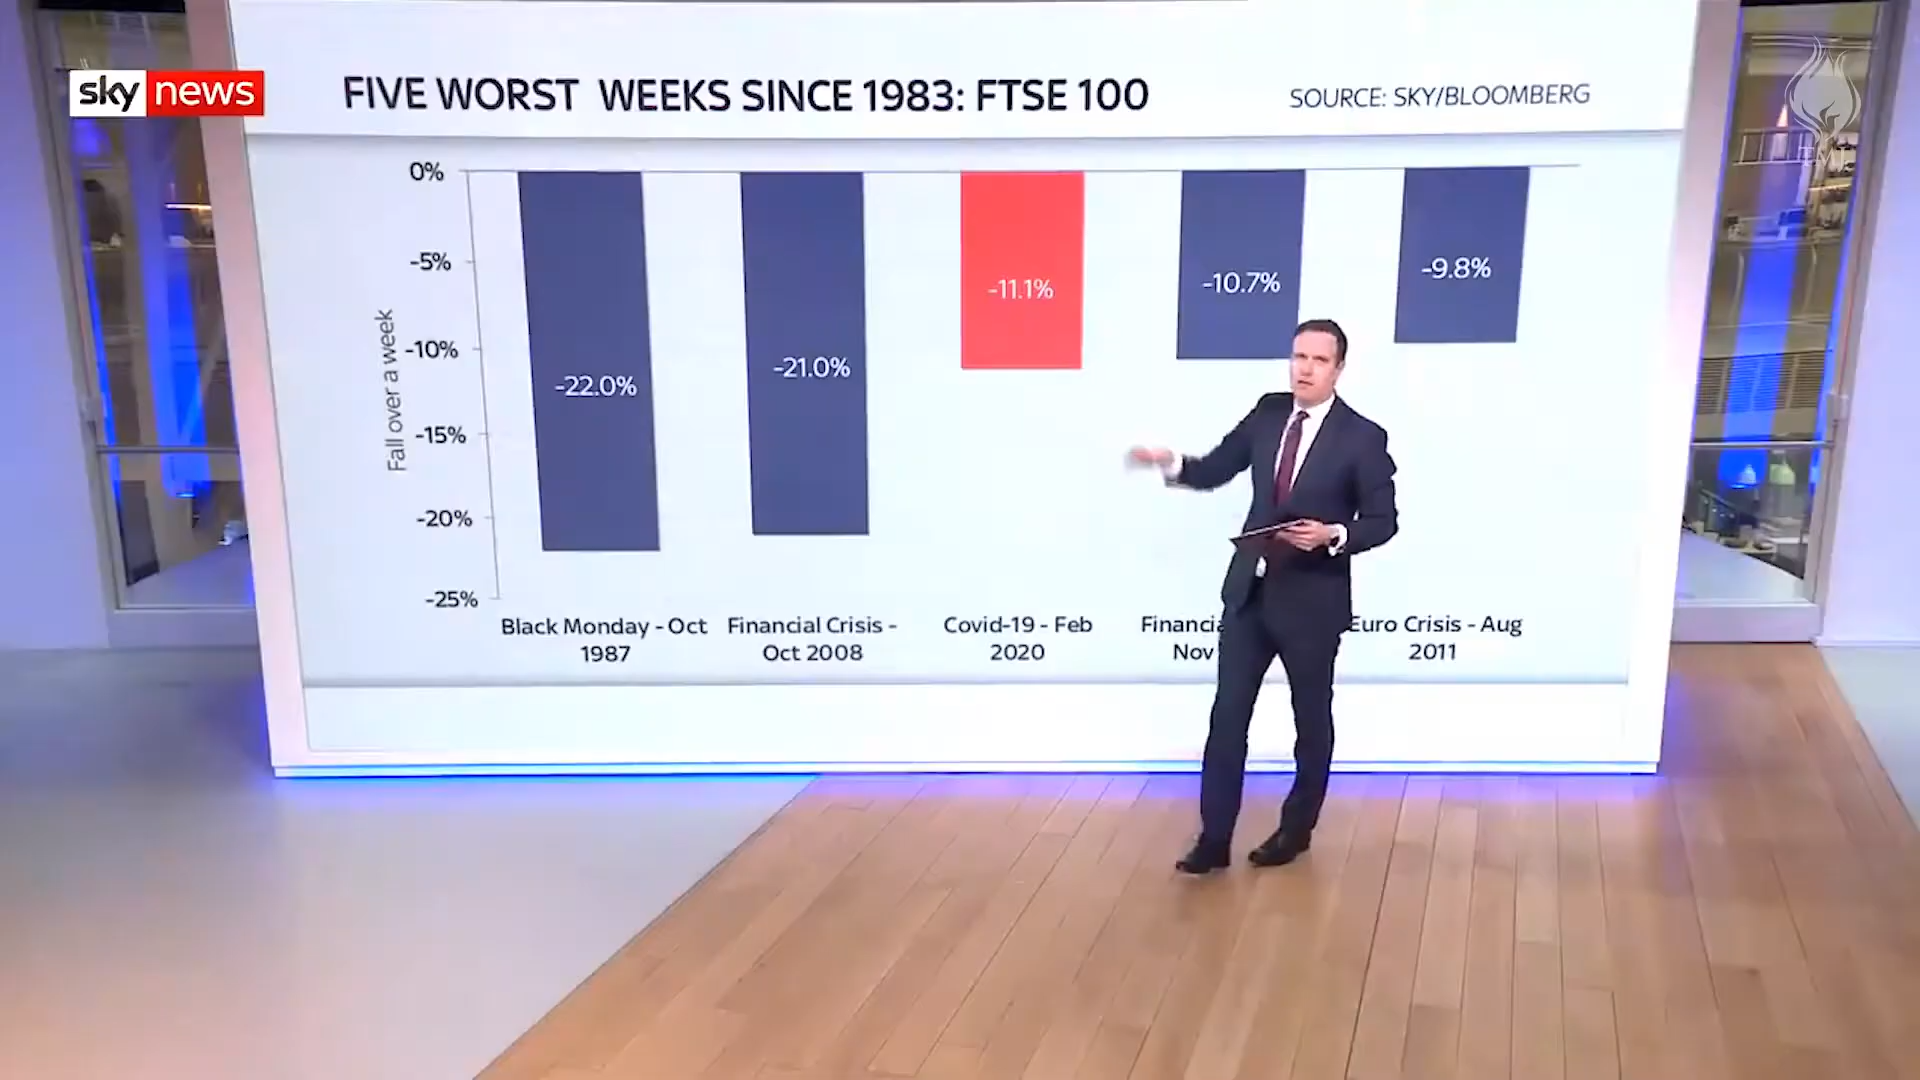 sky news
FIVE WORST WEEKS SINCE 1983: FTSE 100
SOURCE: SKY/BLOOMBERG
TMJ
0%
-5%
-10%
-15%
-20%
-25%
Fall over a week
-22.0%
-21.0%
-11.1%
-10.7%
-9.8%
Black Monday - Oct
1987
Financial Crisis -
Oct 2008
Covid-19 - Feb
2020
Nov
Euro Crisis - Aug
2011